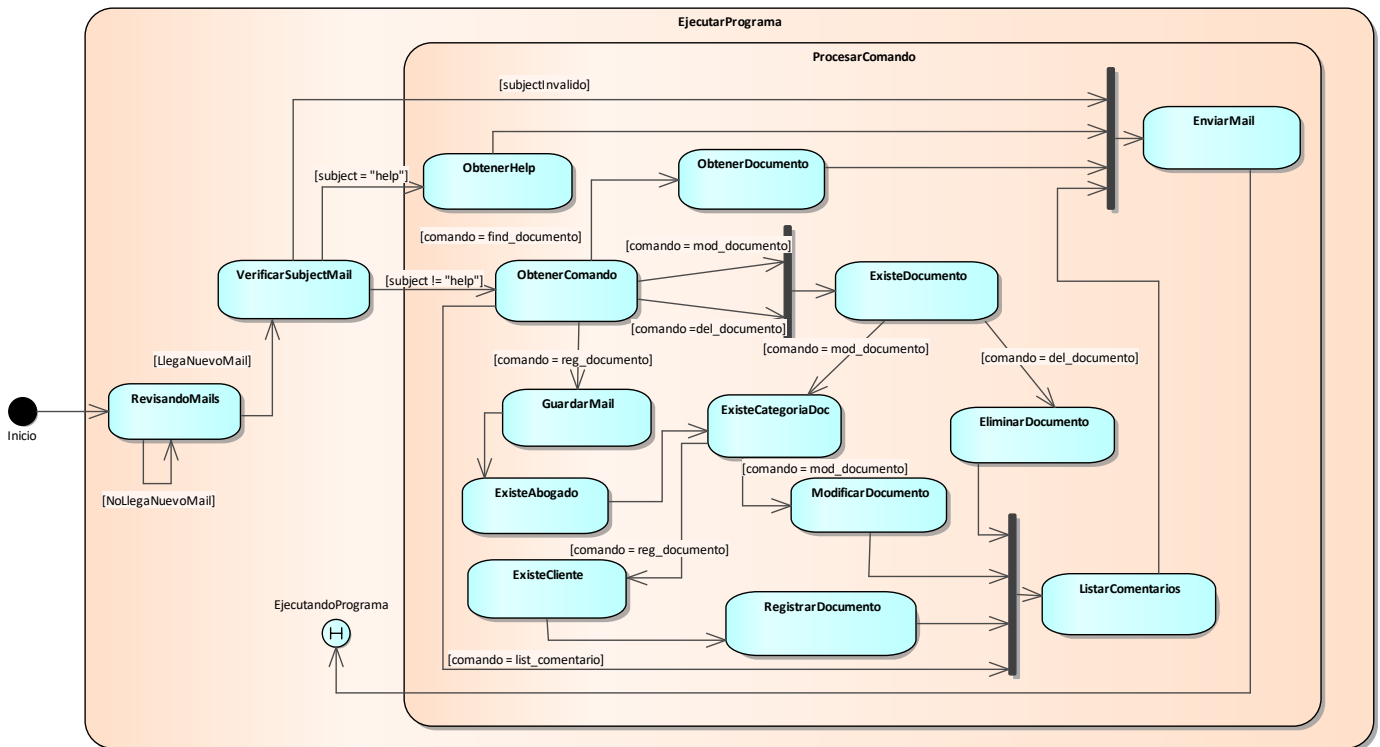 EjecutarPrograma
ProcesarComando
[subjectInvalido]
EnviarMail
ObtenerHelp
ObtenerDocumento
[subject = "help"]
[comando = find_documento]
[comando = mod_documento]
VerificarSubjectMail
[subject != "help"]
ObtenerComando
ExisteDocumento
[comando =del_documento]
[LlegaNuevoMail]
[comando = reg_documento]
[comando = mod_documento]
[comando = del_documento]
RevisandoMails
GuardarMail
ExisteCategoriaDoc
EliminarDocumento
Inicio
[comando = mod_documento]
[NoLlegaNuevoMail]
ExisteAbogado
ModificarDocumento
[comando = reg_documento]
ExisteCliente
ListarComentarios
EjecutandoPrograma
RegistrarDocumento
H
[comando = list_comentario]